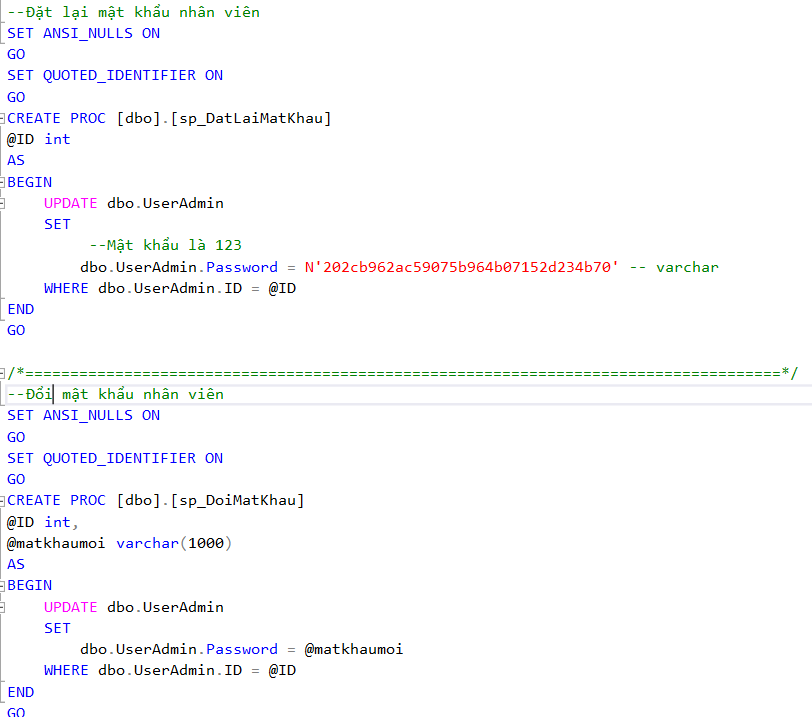 --Đặt lại mật khẩu nhân viên
SET ANSI_NULLS ON
GO
SET QUOTED_IDENTIFIER ON
GO
CREATE PROC [dbo].[sp_DatLaiMatKhau]
@ID int
AS
BEGIN
    UPDATE dbo.UserAdmin
    SET
         --Mật khẩu là 123
        dbo.UserAdmin.Password = N'202cb962ac59075b964b07152d234b70' -- varchar
    WHERE dbo.UserAdmin.ID = @ID
END
GO
/*====================================================================================*/
--Đổi mật khẩu nhân viên
SET ANSI_NULLS ON
GO
SET QUOTED_IDENTIFIER ON
GO
CREATE PROC [dbo].[sp_DoiMatKhau]
@ID int,
@matkhaumoi varchar(1000)
AS
BEGIN
    UPDATE dbo.UserAdmin
    SET
        dbo.UserAdmin.Password = @matkhaumoi
    WHERE dbo.UserAdmin.ID = @ID
END
GO